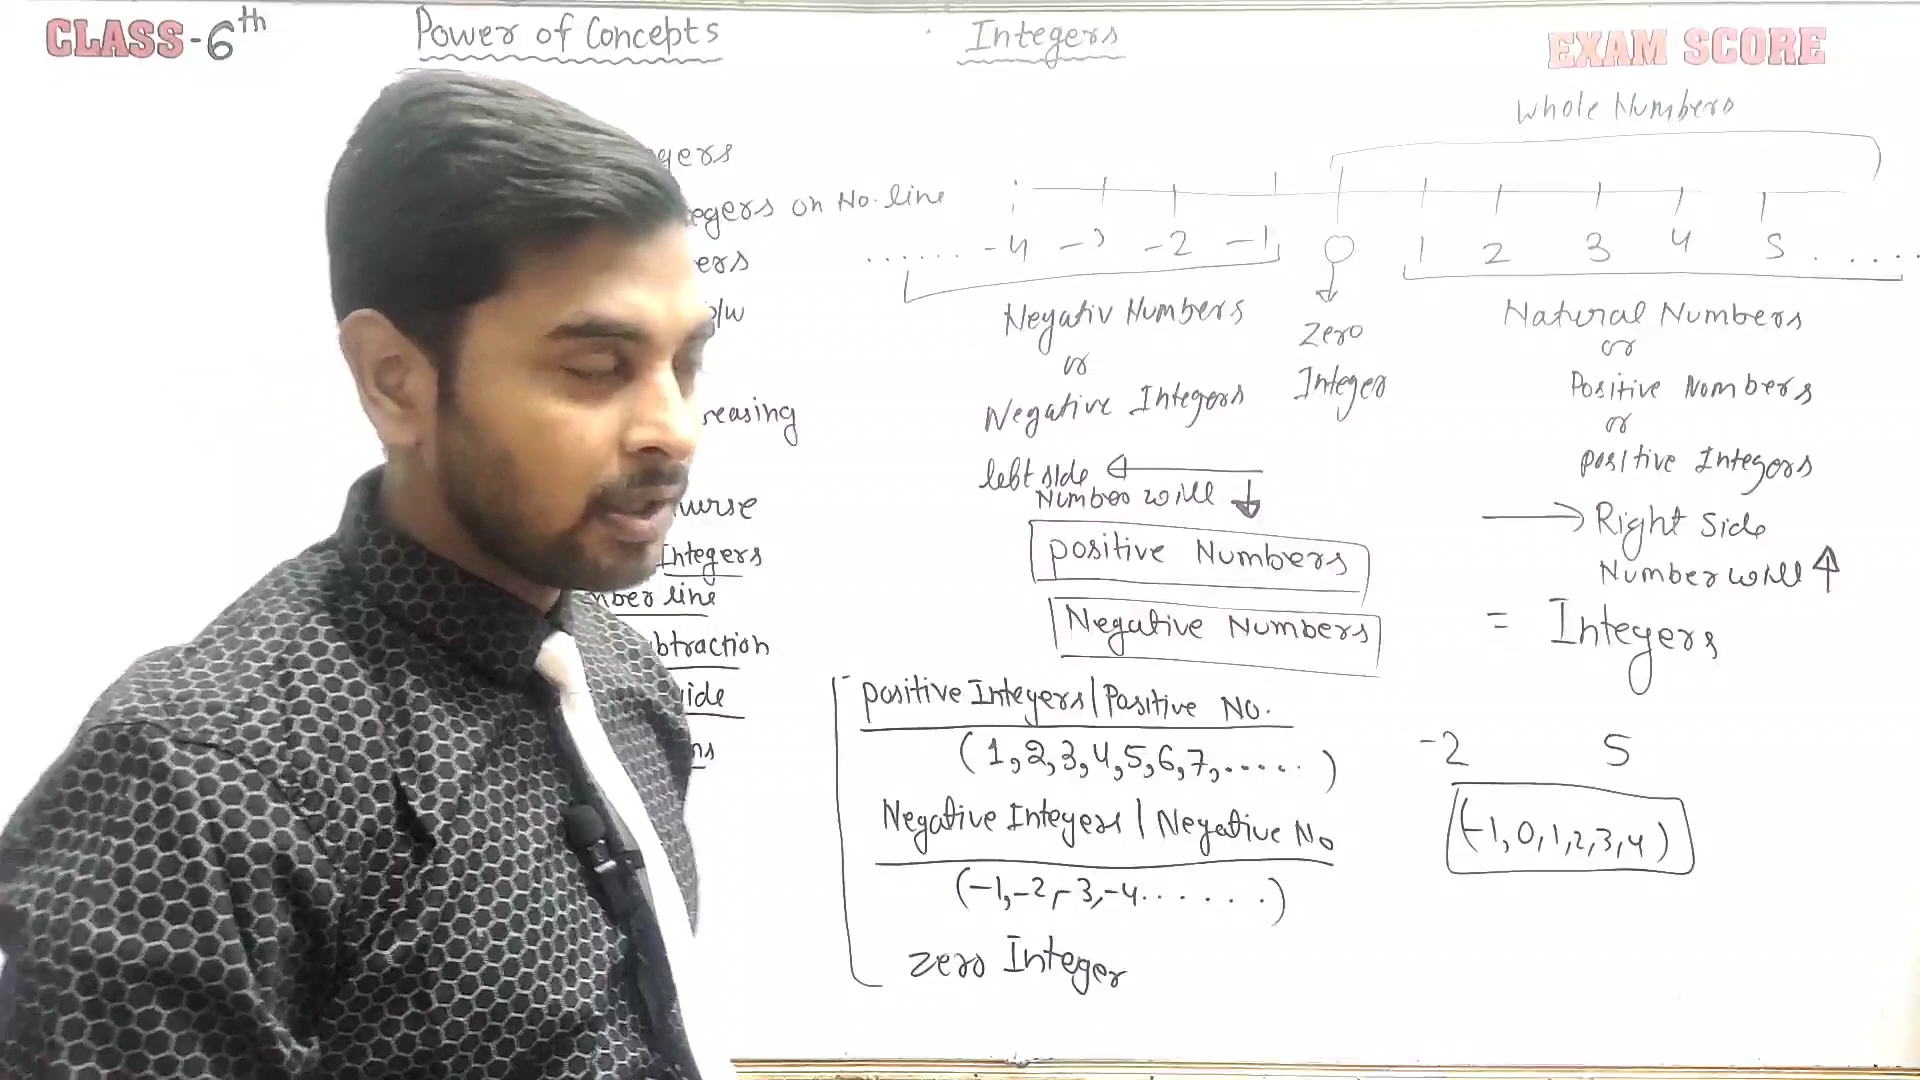 CLASS-6th
Power of Concepts
Integers
EXAM SCORE
Whole Numbers
gers
egers on No. line
ers
b/w
reasing
urse
Integers
mber line
btraction
ide
ns
...... -4 -3 -2 -1 0 1 2 3 4 5 .....
Negativ Numbers
or
Negative Integers
Zero
Integer
Natural Numbers
or
Positive Numbers
or
positive Integers
left side ←
Number will ↓
→ Right side
Number will ↑
positive Numbers
Negative Numbers
= Integers
positive Integers | Positive No.
(1,2,3,4,5,6,7,.....)
Negative Integers | Negative No
(-1,-2,-3,-4......)
zero Integer
-2 5
(-1,0,1,2,3,4)